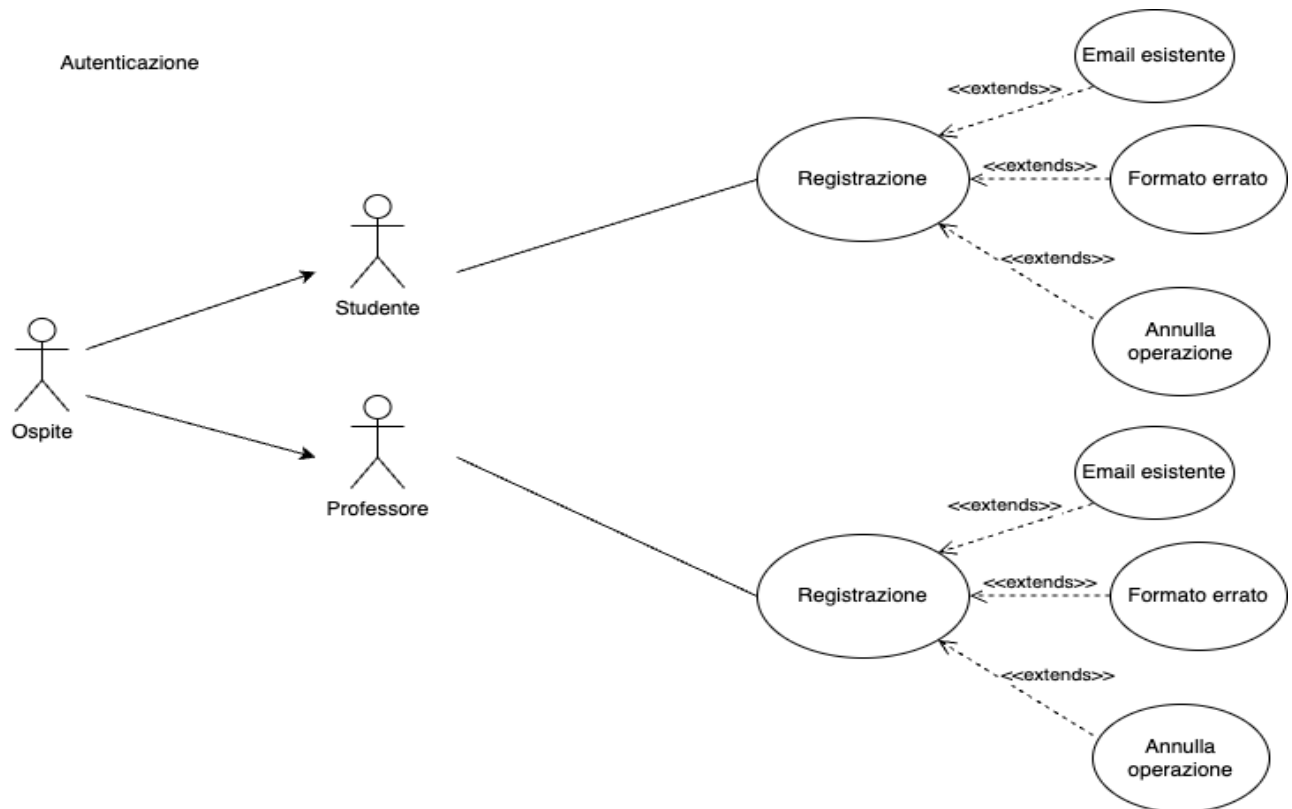 Autenticazione
Email esistente
<<extends>>
Registrazione
<<extends>>
Formato errato
<<extends>>
Studente
Annulla
operazione
Ospite
Email esistente
Professore
<<extends>>
Registrazione
<<extends>>
Formato errato
<<extends>>
Annulla
operazione